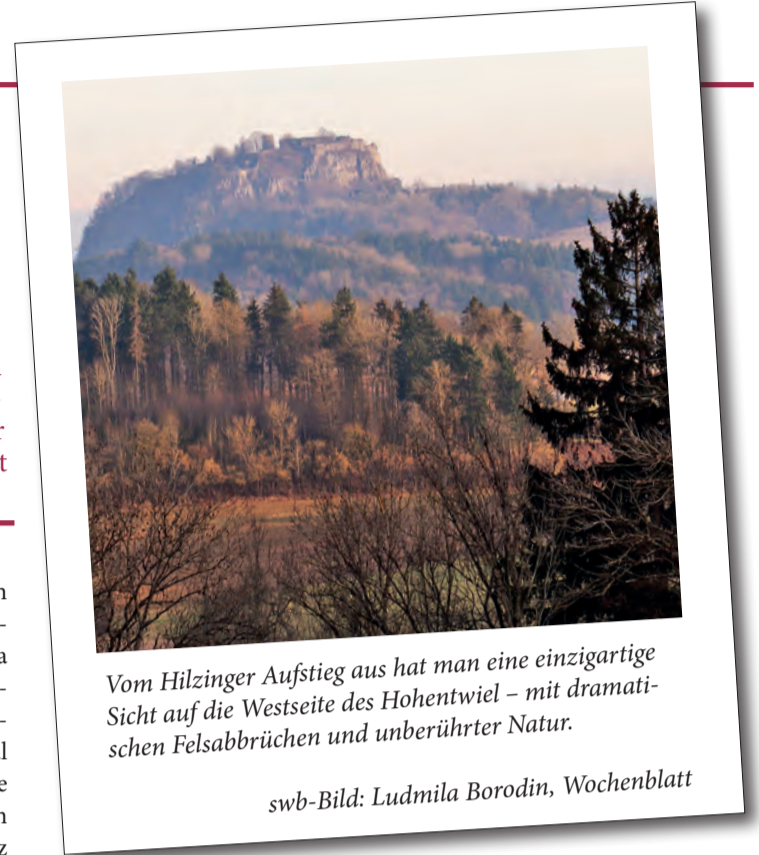 Vom Hilzinger Aufstieg aus hat man eine einzigartige
Sicht auf die Westseite des Hohentwiel – mit dramati-
schen Felsabbrüchen und unberührter Natur.
swb-Bild: Ludmila Borodin, Wochenblatt